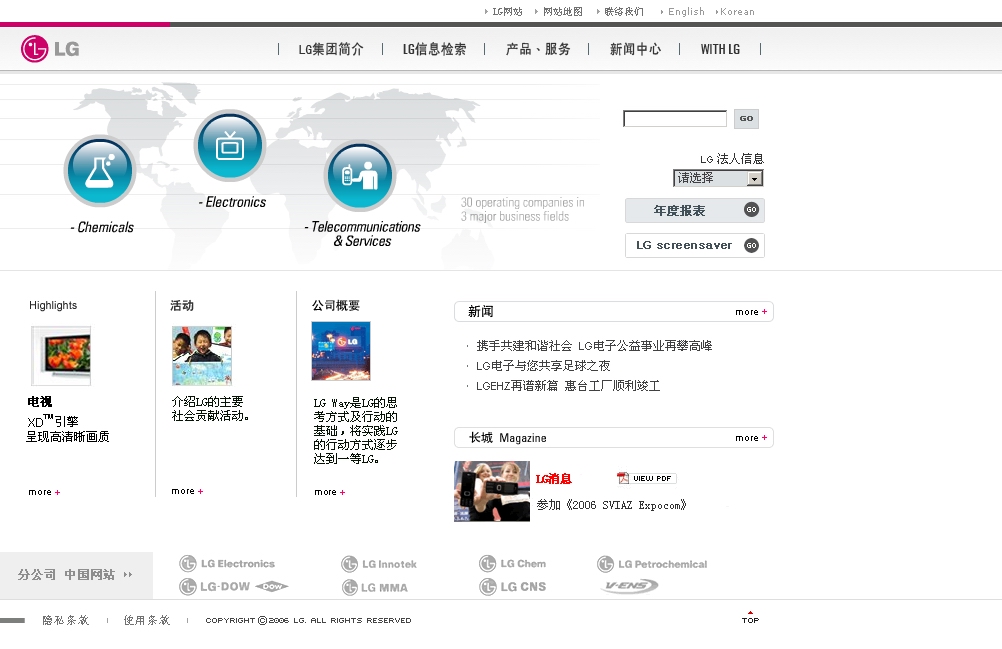 LG网站
网站地图
联络我们
English
Korean
LG
LG集团简介
LG信息检索
产品、服务
新闻中心
WITH LG
GO
LG 法人信息
请选择
年度报表
GO
LG screensaver
GO
- Chemicals
- Electronics
- Telecommunications
& Services
30 operating companies in
3 major business fields
Highlights
电视
XD™引擎
呈现高清晰画质
more +
活动
介绍LG的主要
社会贡献活动。
more +
公司概要
LG
LG Way是LG的思
考方式及行动的
基础，将实践LG
的行动方式逐步
达到一等LG。
more +
新闻
more +
· 携手共建和谐社会 LG电子公益事业再攀高峰
· LG电子与您共享足球之夜
· LGEHZ再谱新篇 惠台工厂顺利竣工
长城 Magazine
more +
LG消息
VIEW PDF
参加《2006 SVIAZ Expocom》
分公司 中国网站
LG Electronics
LG Innotek
LG Chem
LG Petrochemical
LG-DOW DOW
LG MMA
LG CNS
V-ENS
隐私条款
使用条款
COPYRIGHT ©2006 LG. ALL RIGHTS RESERVED
TOP